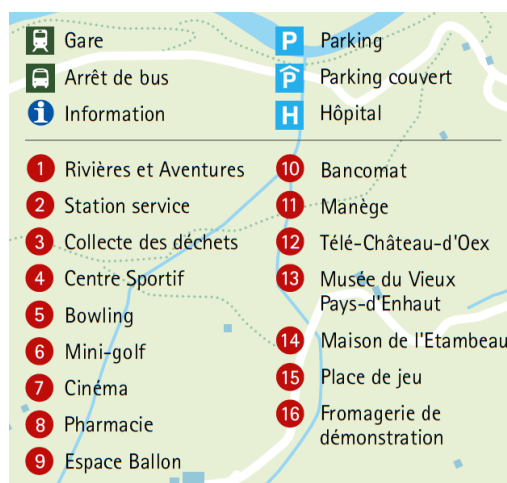 Gare
Arrêt de bus
Information
P Parking
P Parking couvert
H Hôpital
1 Rivières et Aventures
2 Station service
3 Collecte des déchets
4 Centre Sportif
5 Bowling
6 Mini-golf
7 Cinéma
8 Pharmacie
9 Espace Ballon
10 Bancomat
11 Manège
12 Télé-Château-d'Oex
13 Musée du Vieux
Pays-d'Enhaut
14 Maison de l'Etambeau
15 Place de jeu
16 Fromagerie de
démonstration